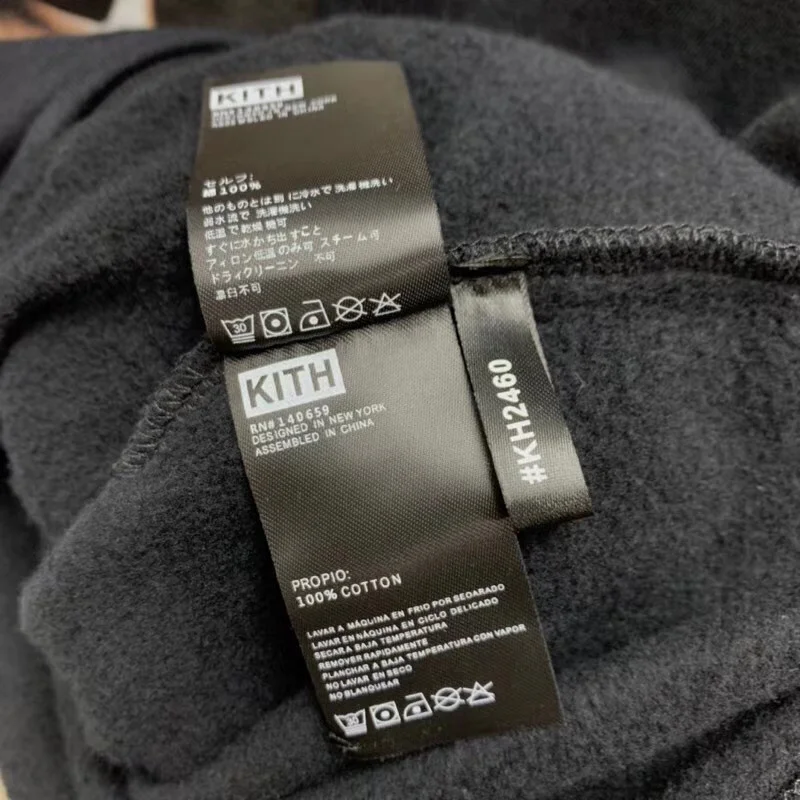 KITH
セルフ:
綿100%
他のものとは別 に冷水で 洗濯機洗い
弱水流で 洗濯機洗い
低温で乾燥 機可
すぐに水から出 すこと
アイロン低温 のみ可 スチーム 可
ドライクリーニン 不可
漂白不可
30
KITH
RN#140659
DESIGNED IN NEW YORK
ASSEMBLED IN CHINA
PROPIO:
100% COTTON
LAVAR A MÁQUINA EN FRIO POR SEOARADO
LAVAR EN NÁQUINA EN CICLO DELICADO
SECARA BAJA TEMPERATURA
REMOVER RAPIDAMENTE
PLANCHAR A BAJA TEMPERATURA CON VAPOR
NO LAVAR EN SECO
NO BLANQUSAR
30
#KH2460